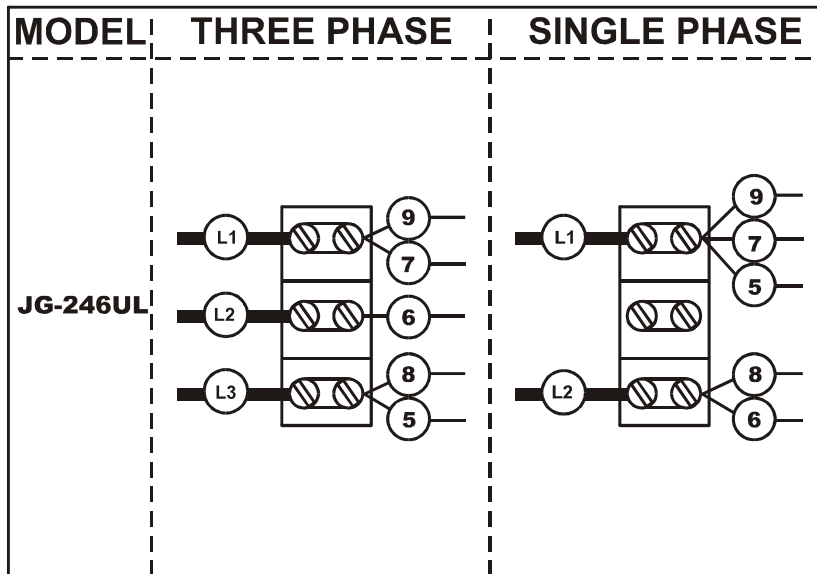 MODEL THREE PHASE SINGLE PHASE
JG-246UL
L1 9
7
L2 6
L3 8
5
L1 9
7
5
L2 8
6